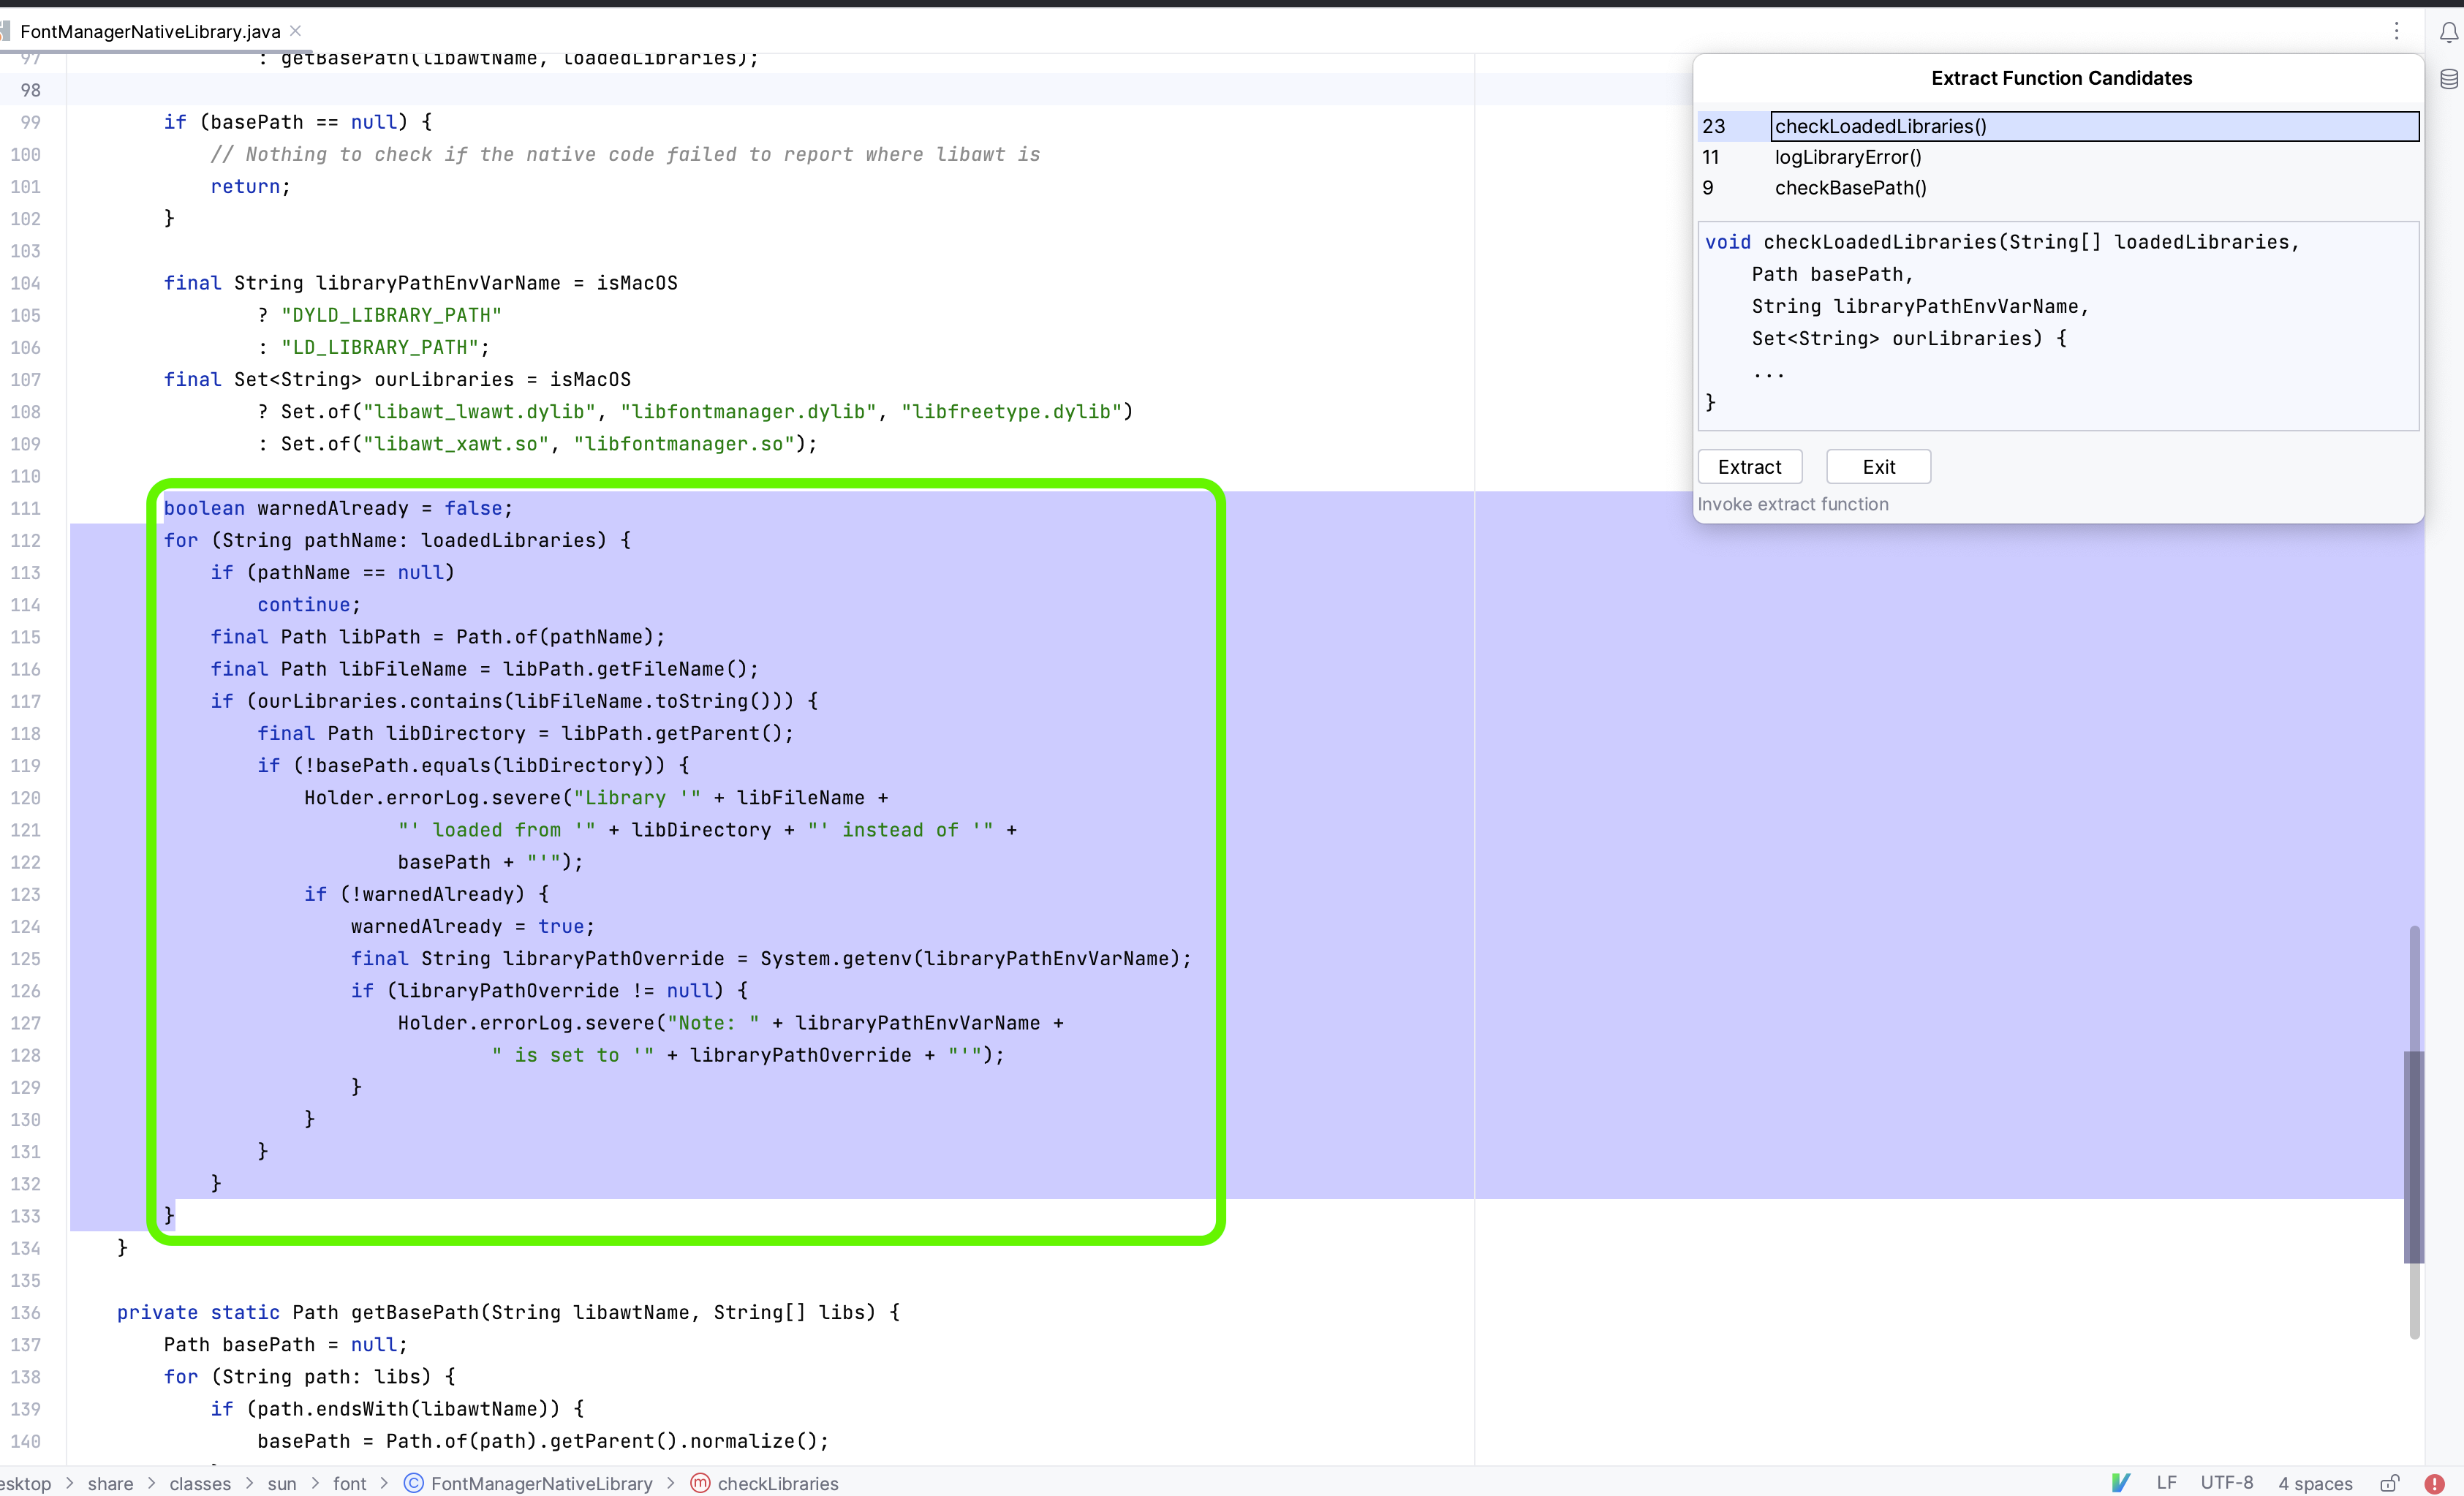 FontManagerNativeLibrary.java
97 : getBasePath(libawtName, loadedLibraries);
98
99 if (basePath == null) {
100 // Nothing to check if the native code failed to report where libawt is
101 return;
102 }
103
104 final String libraryPathEnvVarName = isMacOS
105 ? "DYLD_LIBRARY_PATH"
106 : "LD_LIBRARY_PATH";
107 final Set<String> ourLibraries = isMacOS
108 ? Set.of("libawt_lwawt.dylib", "libfontmanager.dylib", "libfreetype.dylib")
109 : Set.of("libawt_xawt.so", "libfontmanager.so");
110
111 boolean warnedAlready = false;
112 for (String pathName: loadedLibraries) {
113 if (pathName == null)
114 continue;
115 final Path libPath = Path.of(pathName);
116 final Path libFileName = libPath.getFileName();
117 if (ourLibraries.contains(libFileName.toString())) {
118 final Path libDirectory = libPath.getParent();
119 if (!basePath.equals(libDirectory)) {
120 Holder.errorLog.severe("Library '" + libFileName +
121 "' loaded from '" + libDirectory + "' instead of '" +
122 basePath + "'");
123 if (!warnedAlready) {
124 warnedAlready = true;
125 final String libraryPathOverride = System.getenv(libraryPathEnvVarName);
126 if (libraryPathOverride != null) {
127 Holder.errorLog.severe("Note: " + libraryPathEnvVarName +
128 " is set to '" + libraryPathOverride + "'");
129 }
130 }
131 }
132 }
133 }
134 }
135
136 private static Path getBasePath(String libawtName, String[] libs) {
137 Path basePath = null;
138 for (String path: libs) {
139 if (path.endsWith(libawtName)) {
140 basePath = Path.of(path).getParent().normalize();
Extract Function Candidates
23 checkLoadedLibraries()
11 logLibraryError()
9 checkBasePath()
void checkLoadedLibraries(String[] loadedLibraries,
Path basePath,
String libraryPathEnvVarName,
Set<String> ourLibraries) {
...
}
Extract Exit
Invoke extract function
esktop > share > classes > sun > font > FontManagerNativeLibrary > checkLibraries
LF UTF-8 4 spaces